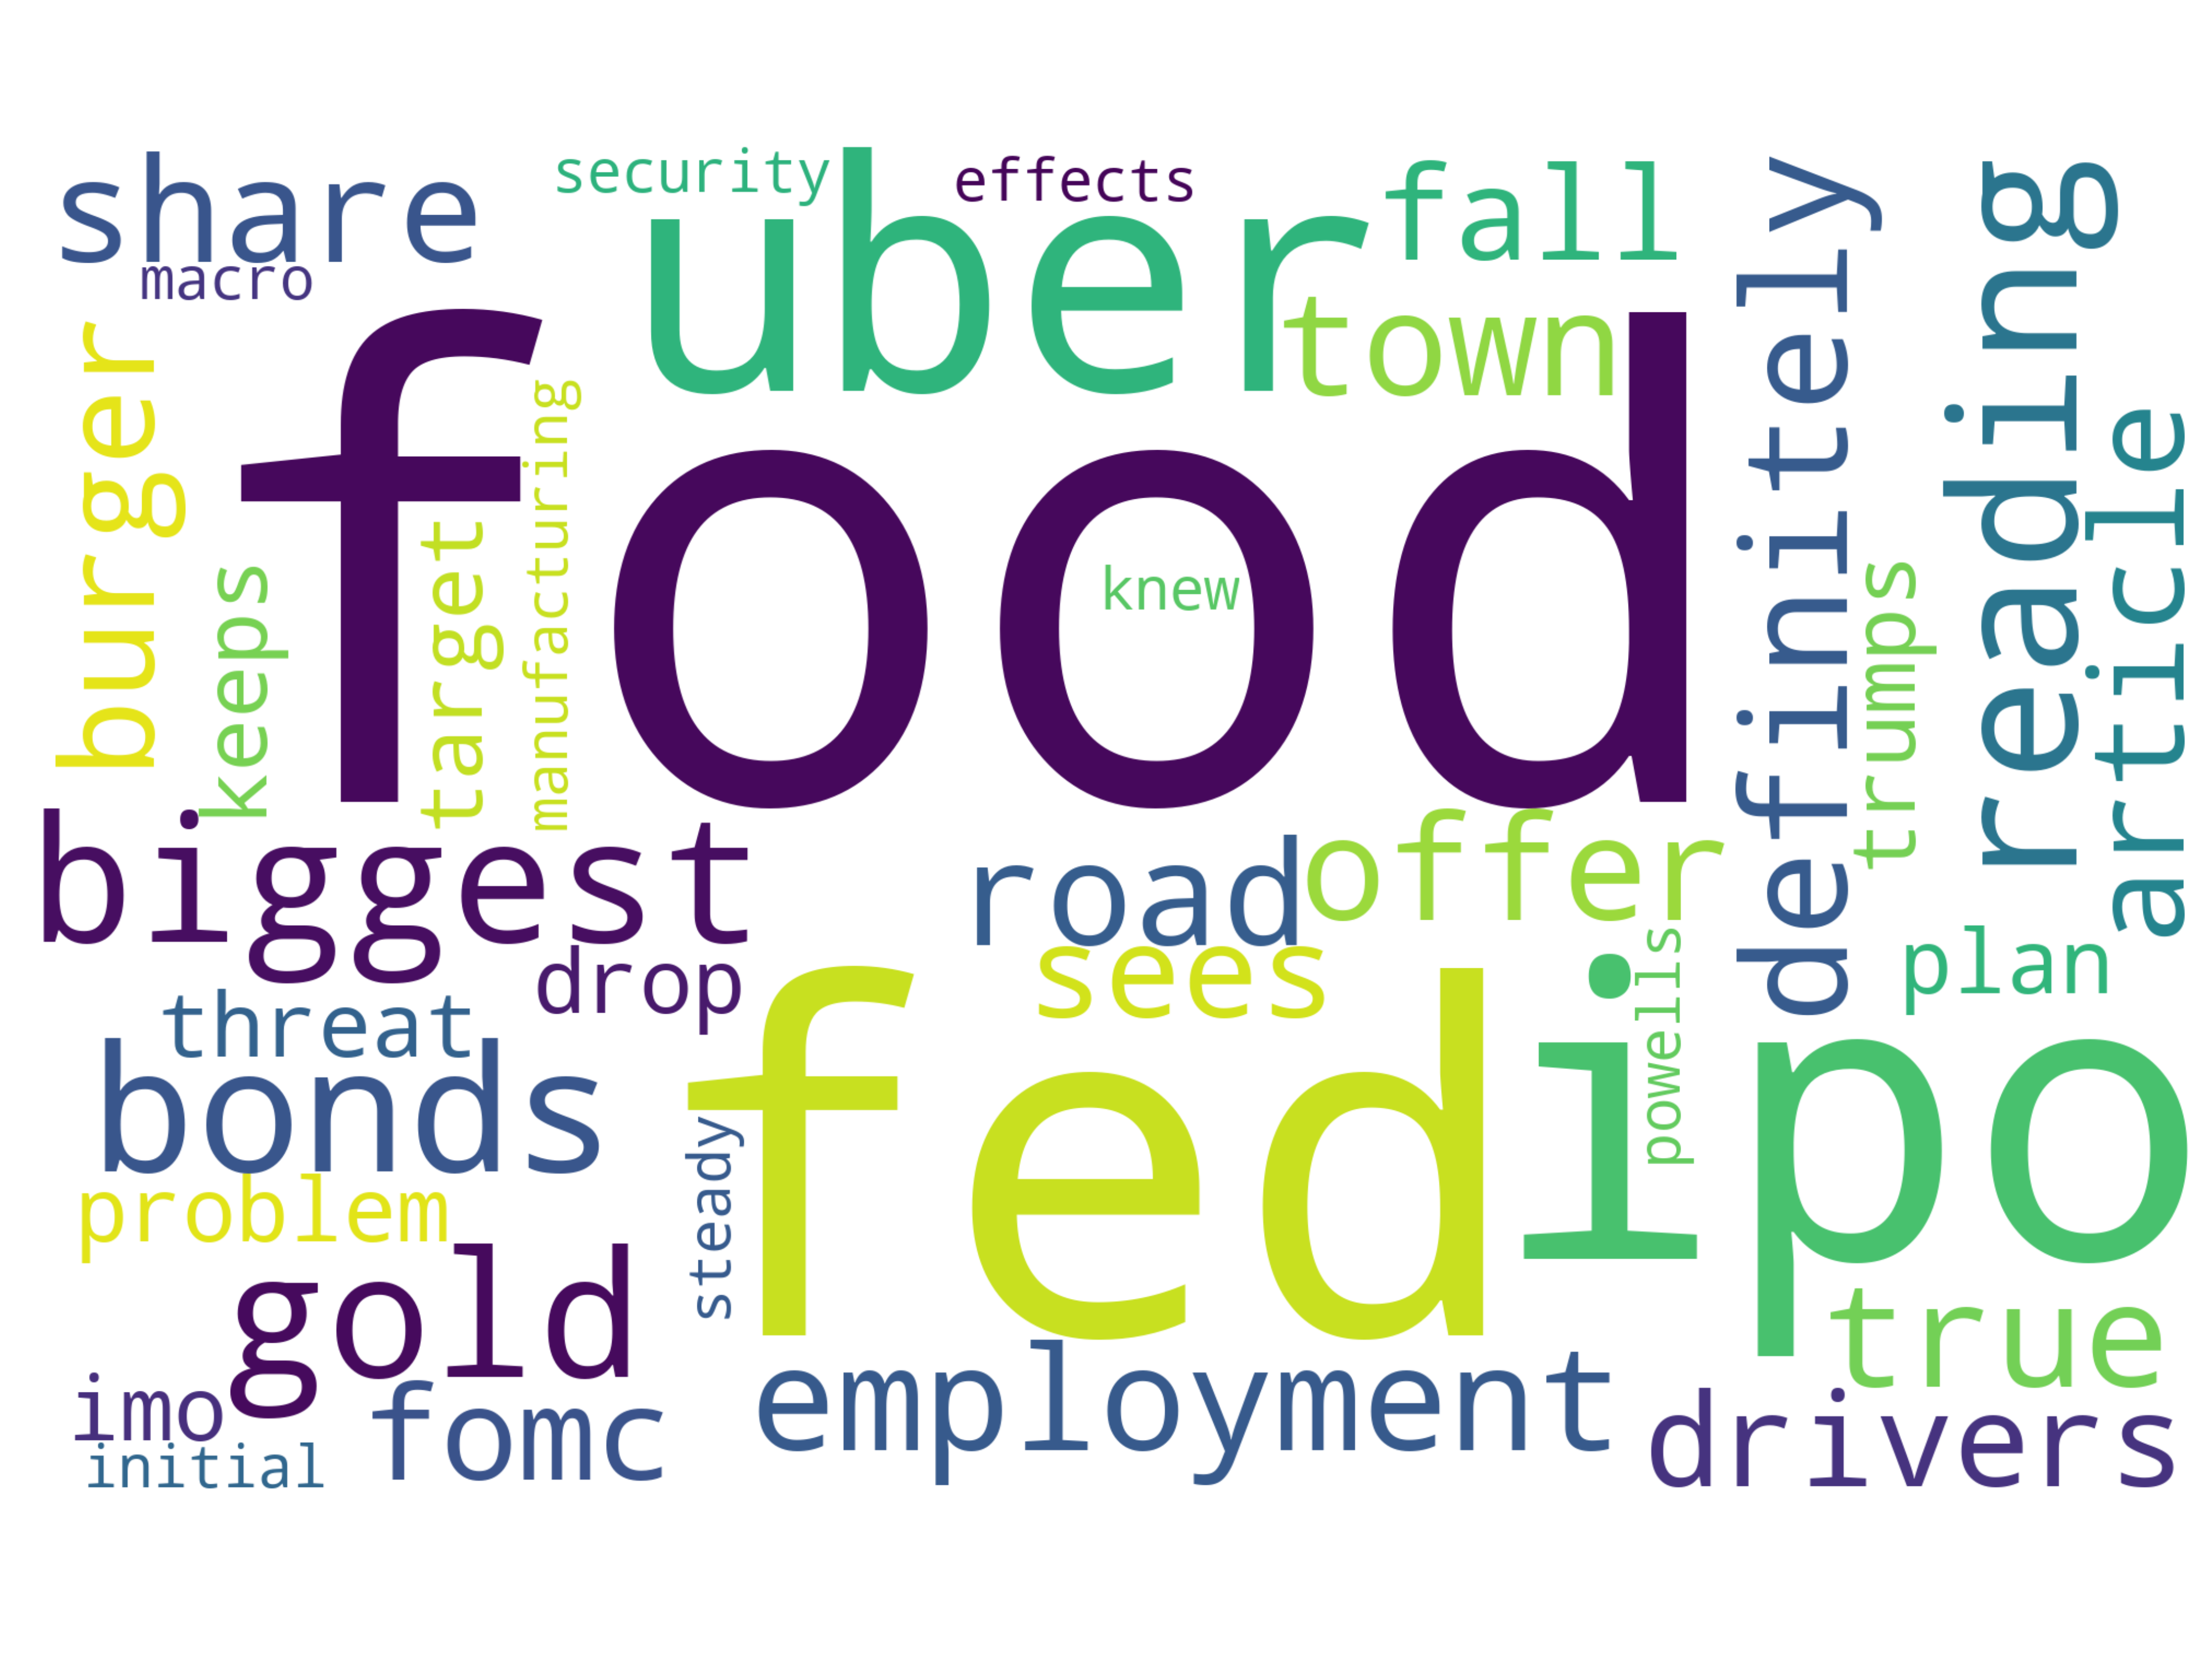 share
security
effects
uber
fall
macro
town
food
burger
keeps
target
manufacturing
knew
definitely
trumps
reading
article
biggest
road
offer
drop
sees
plan
threat
bonds
fed
powells
ipo
problem
steady
gold
true
employment
imo
fomc
drivers
initial